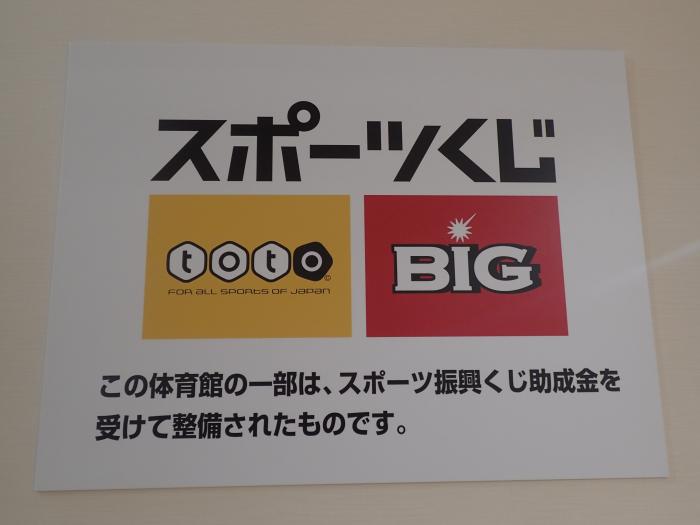 スポーツくじ
toto
©
FOR ALL SPORTS OF JAPAN
BIG
この体育館の一部は、スポーツ振興くじ助成金を
受けて整備されたものです。